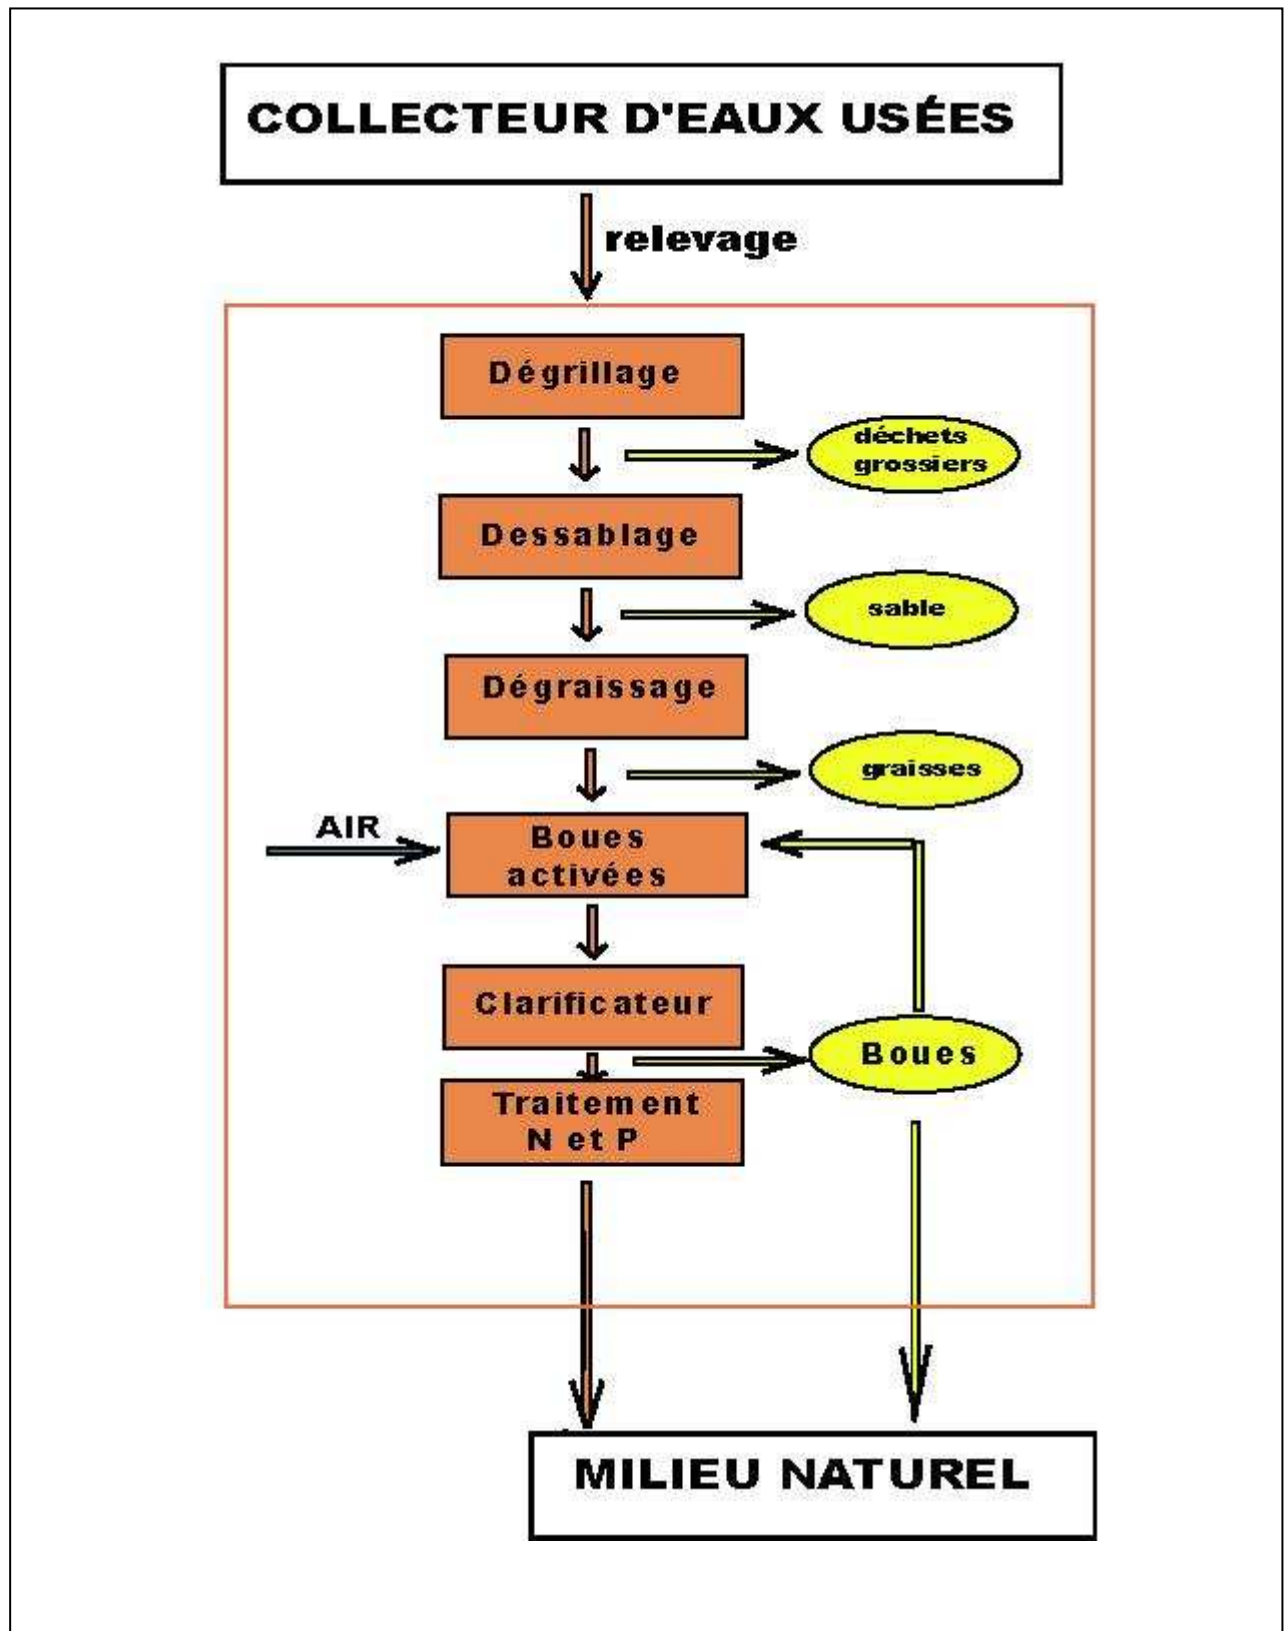 COLLECTEUR D'EAUX USÉES
relevage
Dégrillage
déchets
grossiers
Dessablage
sable
Dégraissage
graisses
AIR
Boues
activées
Clarificateur
Boues
Traitement
N et P
MILIEU NATUREL